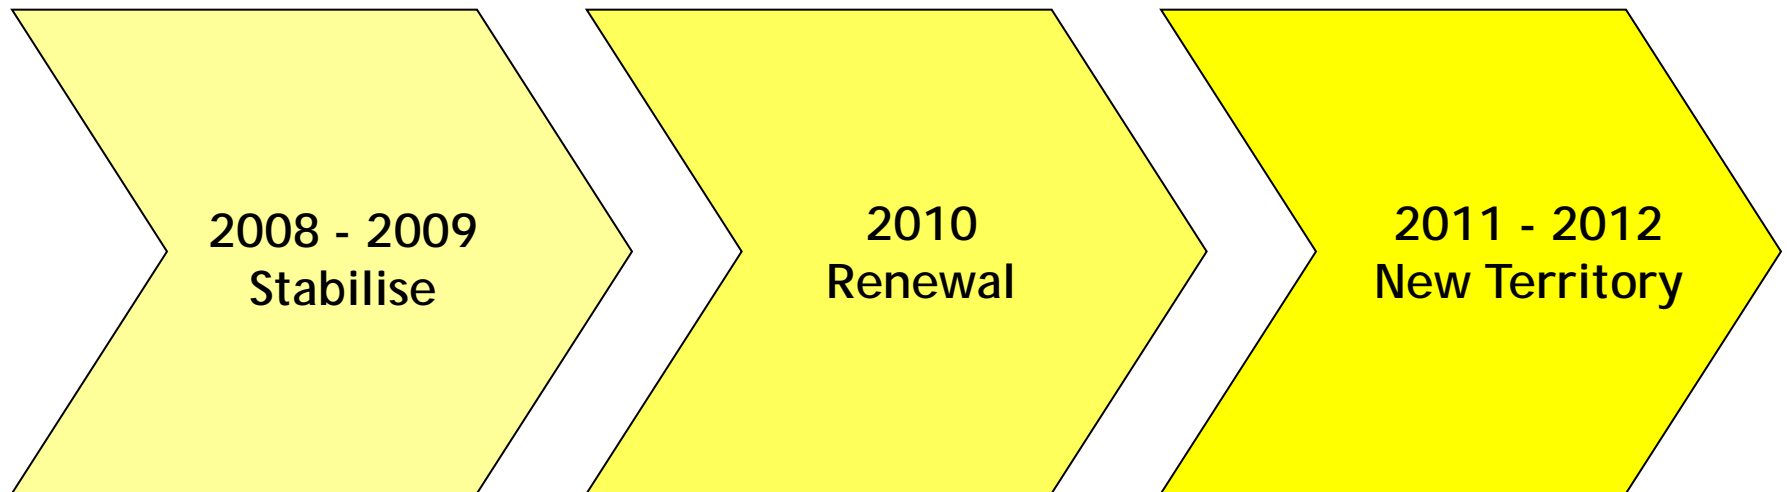 2008 - 2009
Stabilise
2010
Renewal
2011 - 2012
New Territory